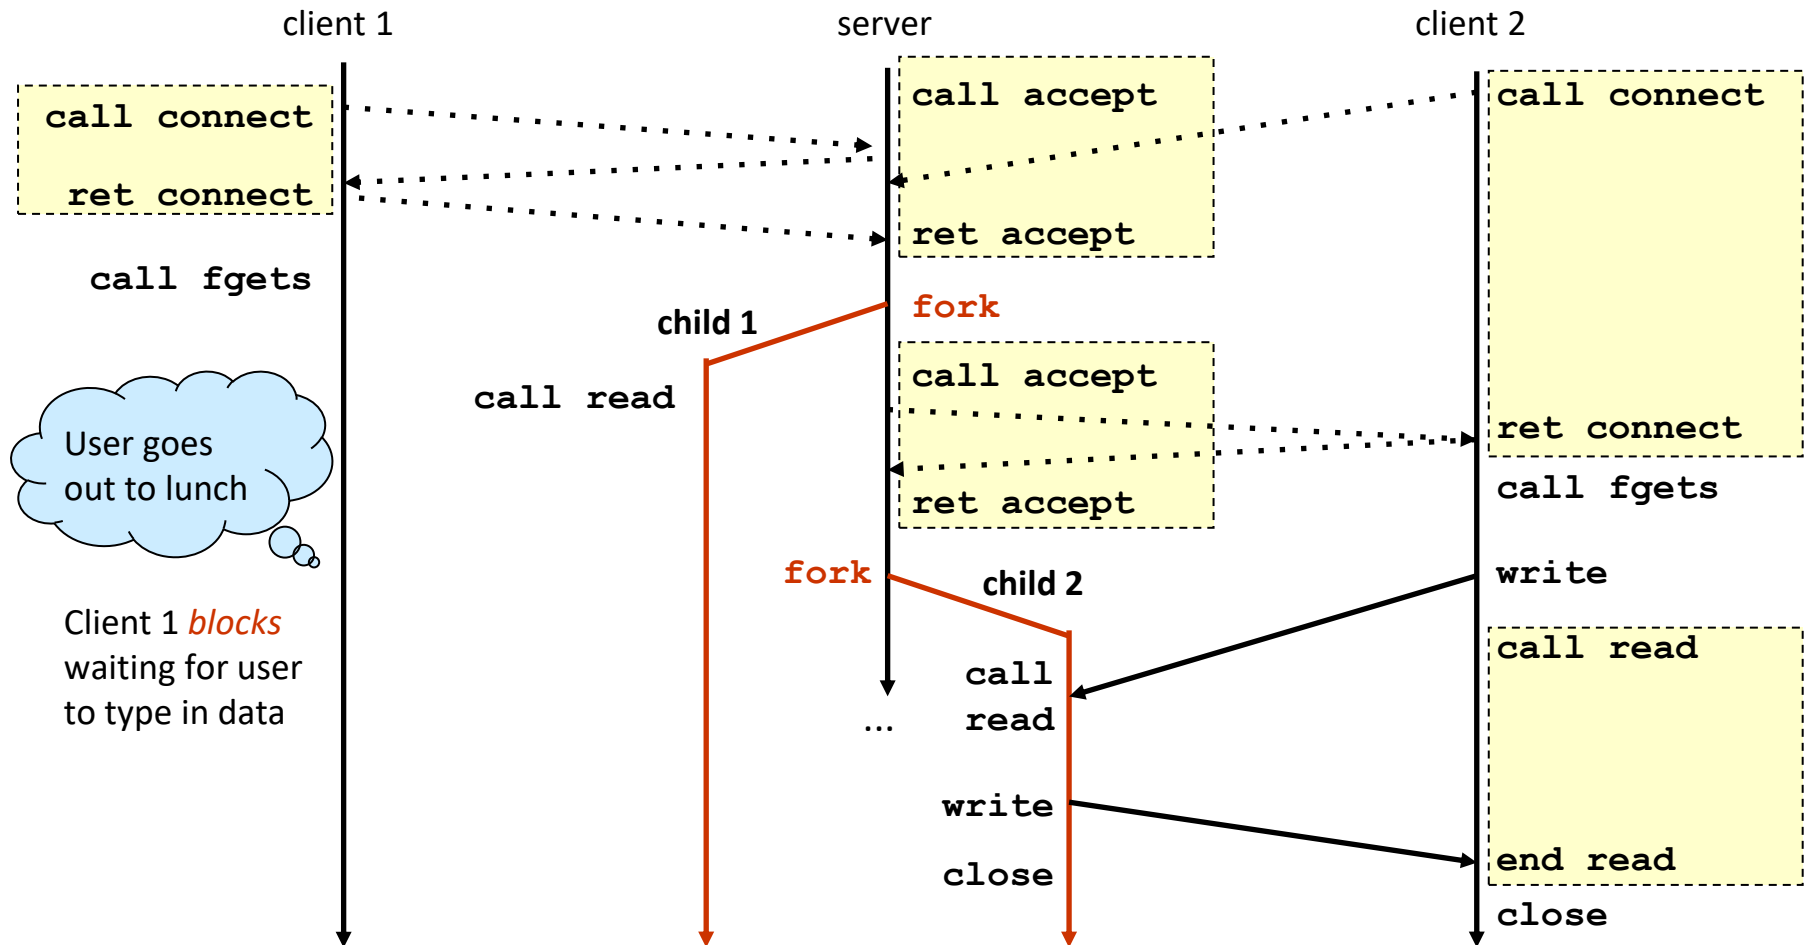 client 1
server
client 2
call connect
ret connect
call fgets
User goes
out to lunch
Client 1 blocks
waiting for user
to type in data
child 1
call read
call accept
ret accept
fork
call accept
ret accept
fork
child 2
...
call
read
write
close
call connect
ret connect
call fgets
write
call read
end read
close